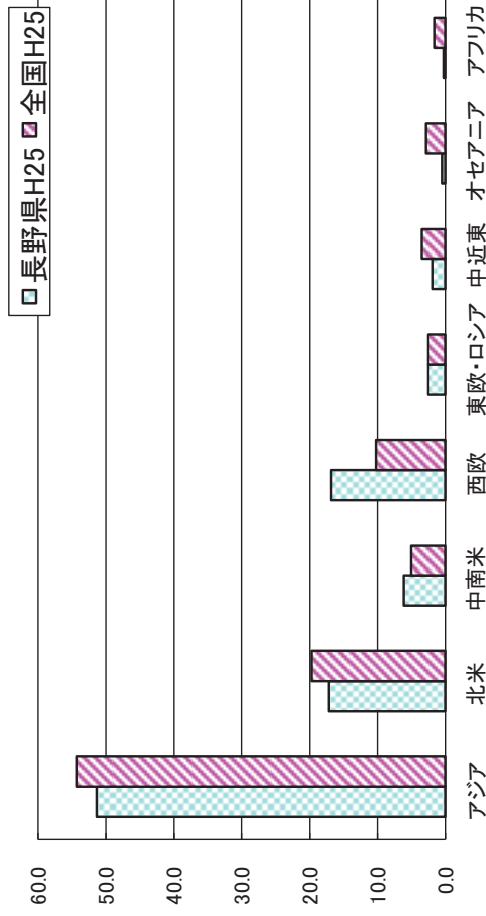 長野県H25 全国H25
60.0
50.0
40.0
30.0
20.0
10.0
0.0
アジア
北米
中南米
西欧
東欧・ロシア
中近東
オセアニア
アフリカ